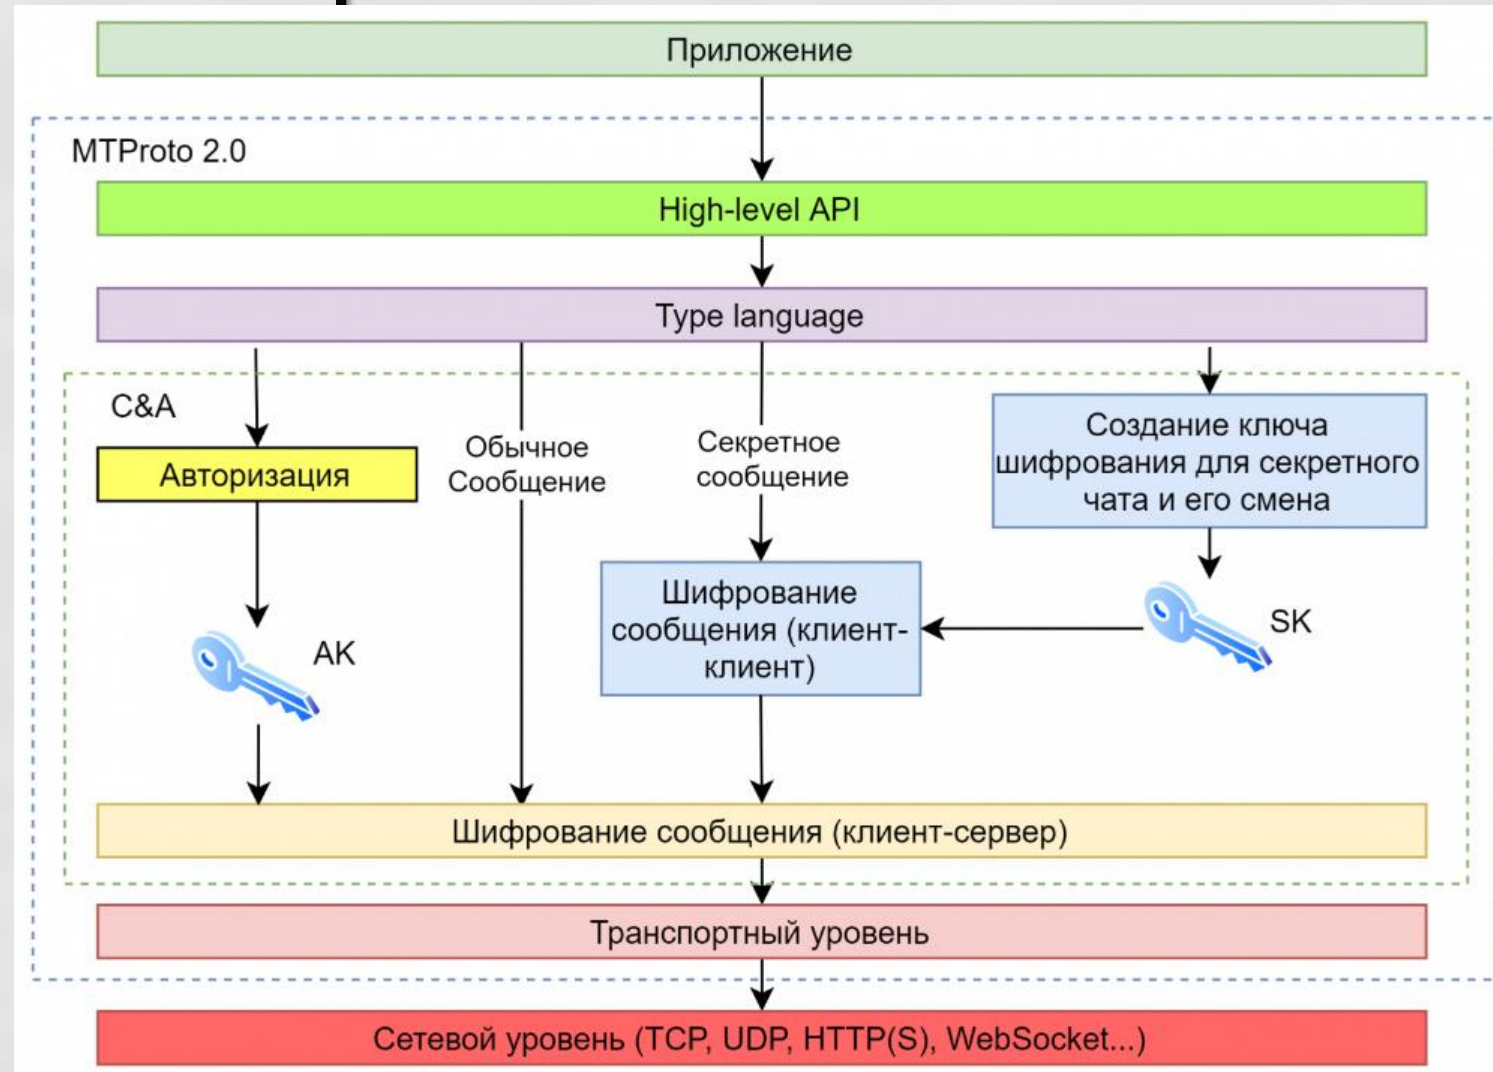 Приложение
MTProto 2.0
High-level API
Type language
C&A
Авторизация
Обычное
Сообщение
Секретное
сообщение
Создание ключа
шифрования для секретного
чата и его смена
Шифрование
сообщения (клиент-
клиент)
SK
AK
Шифрование сообщения (клиент-сервер)
Транспортный уровень
Сетевой уровень (TCP, UDP, HTTP(S), WebSocket...)